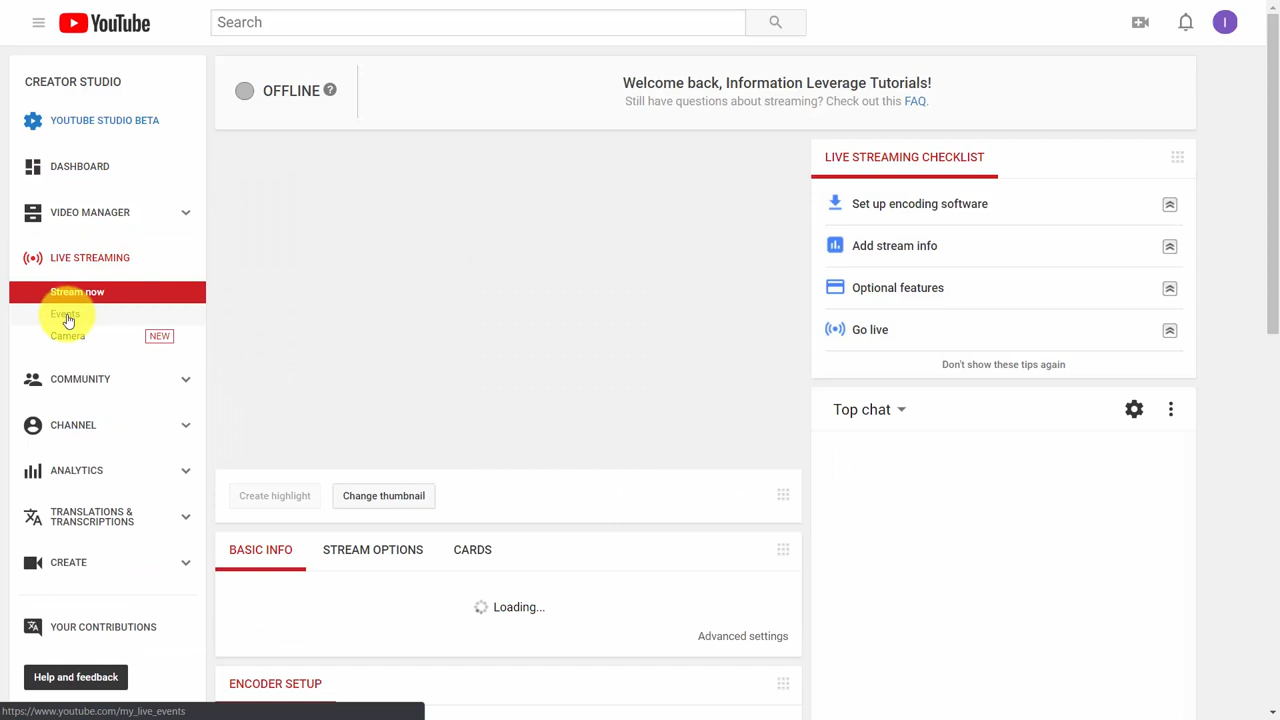 YouTube
Search
I
CREATOR STUDIO
YOUTUBE STUDIO BETA
DASHBOARD
VIDEO MANAGER
LIVE STREAMING
Stream now
Events
Camera
NEW
COMMUNITY
CHANNEL
ANALYTICS
TRANSLATIONS &
TRANSCRIPTIONS
CREATE
YOUR CONTRIBUTIONS
Help and feedback
OFFLINE ?
Welcome back, Information Leverage Tutorials!
Still have questions about streaming? Check out this FAQ.
LIVE STREAMING CHECKLIST
Set up encoding software
Add stream info
Optional features
Go live
Don't show these tips again
Top chat
Create highlight
Change thumbnail
BASIC INFO STREAM OPTIONS CARDS
Loading...
Advanced settings
ENCODER SETUP
https://www.youtube.com/my_live_events